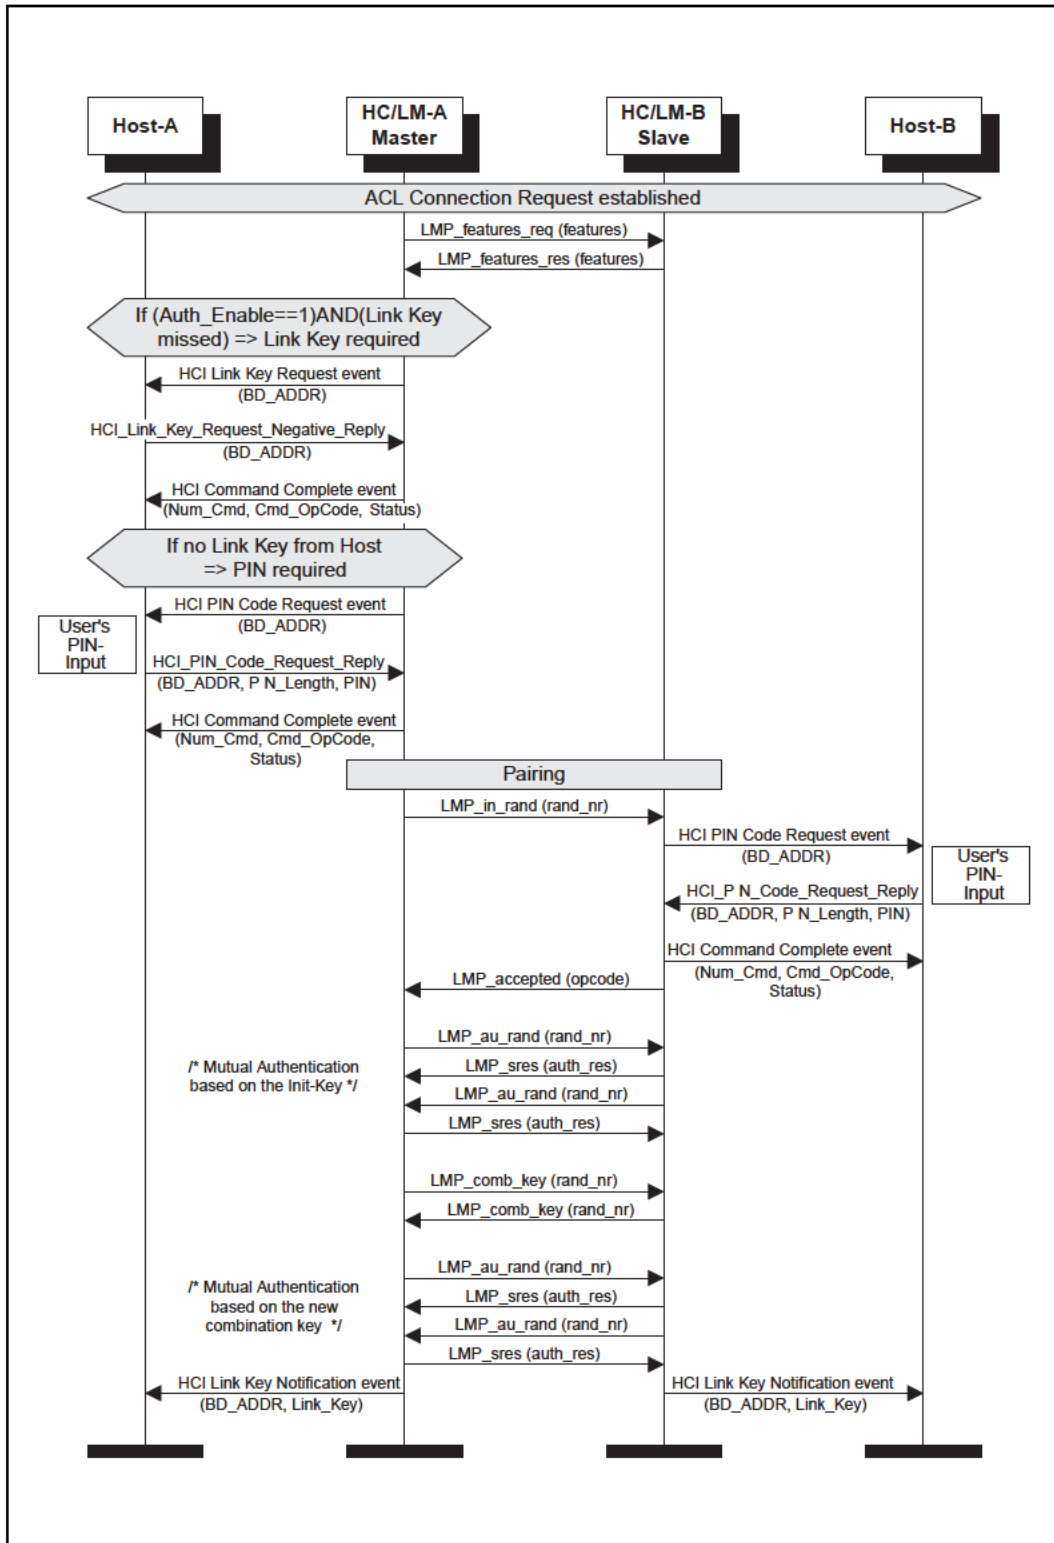 Host-A
HC/LM-A
Master
HC/LM-B
Slave
Host-B
ACL Connection Request established
LMP_features_req (features)
LMP_features_res (features)
If (Auth_Enable==1)AND(Link Key
missed) => Link Key required
HCI Link Key Request event
(BD_ADDR)
HCI_Link_Key_Request_Negative_Reply
(BD_ADDR)
HCI Command Complete event
(Num_Cmd, Cmd_OpCode, Status)
If no Link Key from Host
=> PIN required
HCI PIN Code Request event
(BD_ADDR)
User's
PIN-
Input
HCI_PIN_Code_Request_Reply
(BD_ADDR, P N_Length, PIN)
HCI Command Complete event
(Num_Cmd, Cmd_OpCode,
Status)
Pairing
LMP_in_rand (rand_nr)
HCI PIN Code Request event
(BD_ADDR)
User's
PIN-
Input
HCI_P N_Code_Request_Reply
(BD_ADDR, P N_Length, PIN)
HCI Command Complete event
(Num_Cmd, Cmd_OpCode,
Status)
LMP_accepted (opcode)
LMP_au_rand (rand_nr)
/* Mutual Authentication
based on the Init-Key */
LMP_sres (auth_res)
LMP_au_rand (rand_nr)
LMP_sres (auth_res)
LMP_comb_key (rand_nr)
LMP_comb_key (rand_nr)
LMP_au_rand (rand_nr)
/* Mutual Authentication
based on the new
combination key */
LMP_sres (auth_res)
LMP_au_rand (rand_nr)
LMP_sres (auth_res)
HCI Link Key Notification event
(BD_ADDR, Link_Key)
HCI Link Key Notification event
(BD_ADDR, Link_Key)